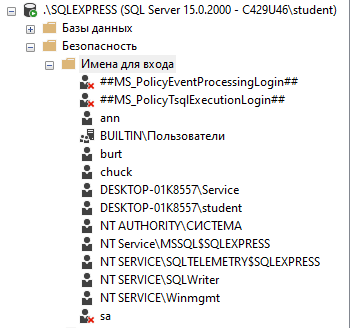 .\SQLEXPRESS (SQL Server 15.0.2000 - C429U46\student)
Базы данных
Безопасность
Имена для входа
##MS_PolicyEventProcessingLogin##
##MS_PolicyTsqlExecutionLogin##
ann
BUILTIN\Пользователи
burt
chuck
DESKTOP-01K8557\Service
DESKTOP-01K8557\student
NT AUTHORITY\СИСТЕМА
NT Service\MSSQL$SQLEXPRESS
NT SERVICE\SQLTELEMETRY$SQLEXPRESS
NT SERVICE\SQLWriter
NT SERVICE\Winmgmt
sa